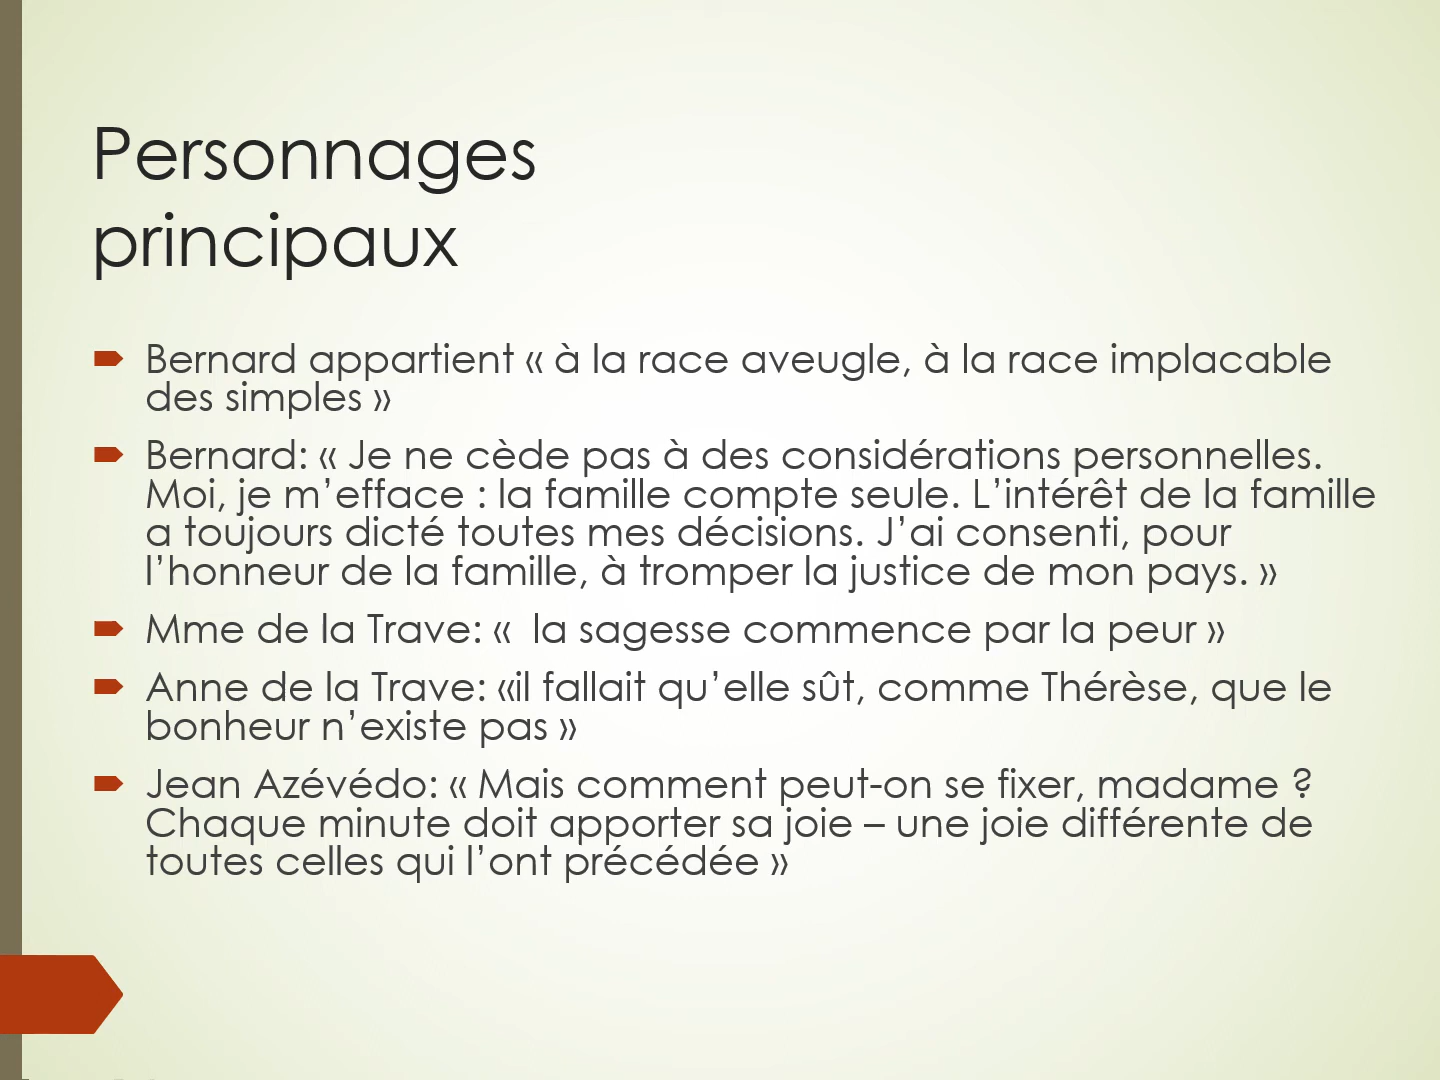 Personnages
principaux
Bernard appartient « à la race aveugle, à la race implacable
des simples »
Bernard: « Je ne cède pas à des considérations personnelles.
Moi, je m’efface : la famille compte seule. L’intérêt de la famille
a toujours dicté toutes mes décisions. J’ai consenti, pour
l’honneur de la famille, à tromper la justice de mon pays. »
Mme de la Trave: «  la sagesse commence par la peur »
Anne de la Trave: «il fallait qu’elle sût, comme Thérèse, que le
bonheur n’existe pas »
Jean Azévédo: « Mais comment peut-on se fixer, madame ?
Chaque minute doit apporter sa joie – une joie différente de
toutes celles qui l’ont précédée »